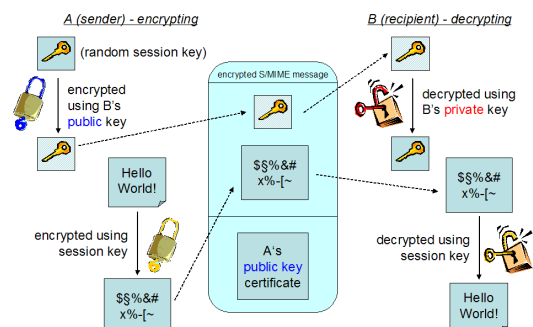 A (sender) - encrypting
B (recipient) - decrypting
(random session key)
encrypted
using B's
public key
encrypted S/MIME message
decrypted using
B's private key
Hello
World!
$§%&#
x%-[~
$§%&#
x%-[~
encrypted using
session key
A's
public key
certificate
decrypted using
session key
$§%&#
x%-[~
Hello
World!